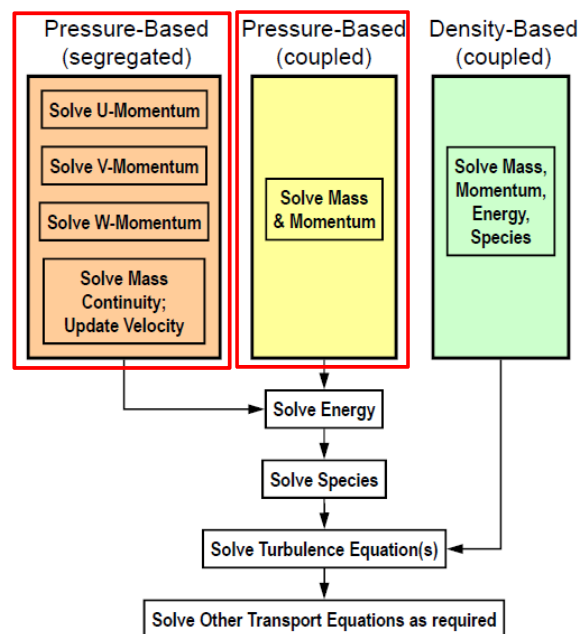 Pressure-Based
(segregated)
Pressure-Based
(coupled)
Density-Based
(coupled)
Solve U-Momentum
Solve V-Momentum
Solve W-Momentum
Solve Mass
Continuity;
Update Velocity
Solve Mass
& Momentum
Solve Mass,
Momentum,
Energy,
Species
Solve Energy
Solve Species
Solve Turbulence Equation(s)
Solve Other Transport Equations as required